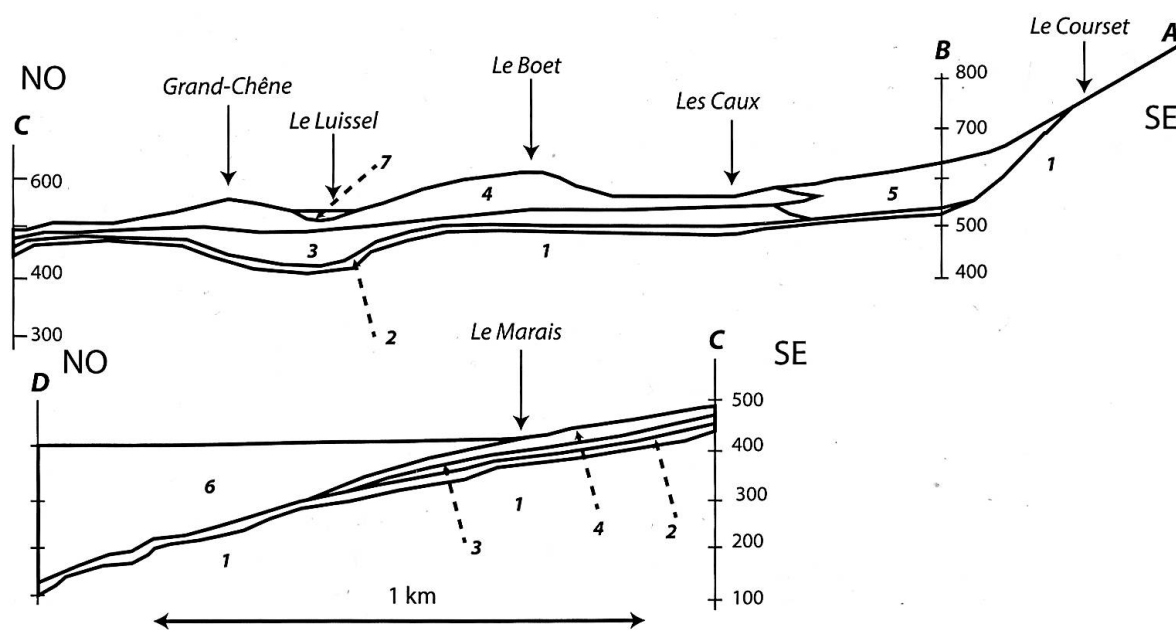 Le Courset
A
NO
Le Boet
B
800
Grand-Chêne
Les Caux
C
Le Luissel
700
SE
7
1
600
4
5
500
3
1
400
400
2
300
NO
Le Marais
SE
D
C
500
400
6
300
1
4
2
200
3
1
1 km
100